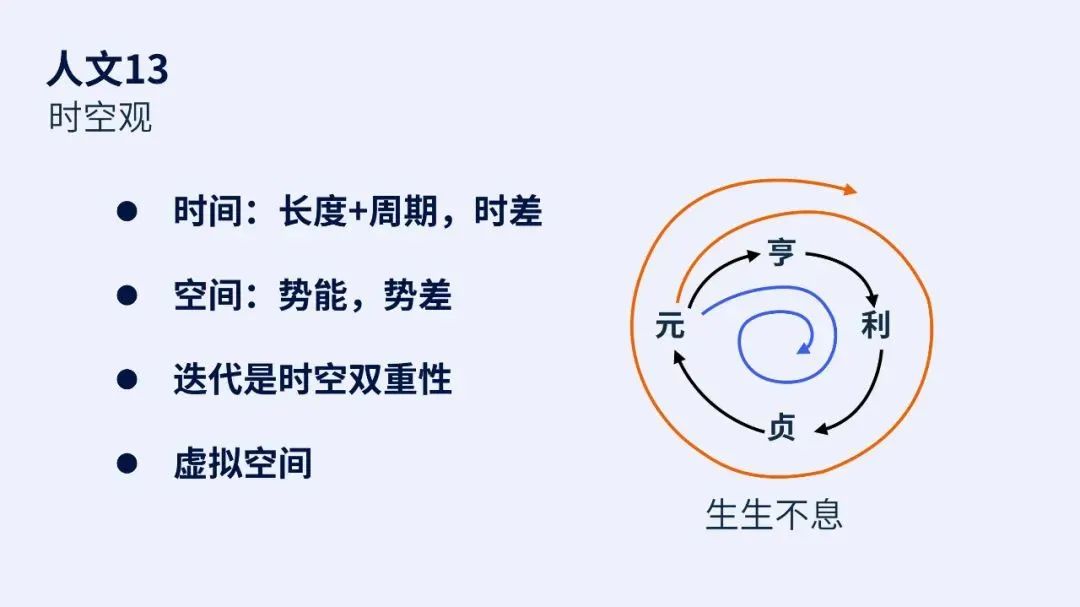 人文13
时空观
● 时间：长度+周期，时差
● 空间：势能，势差
● 迭代是时空双重性
● 虚拟空间
亨
元
利
贞
生生不息